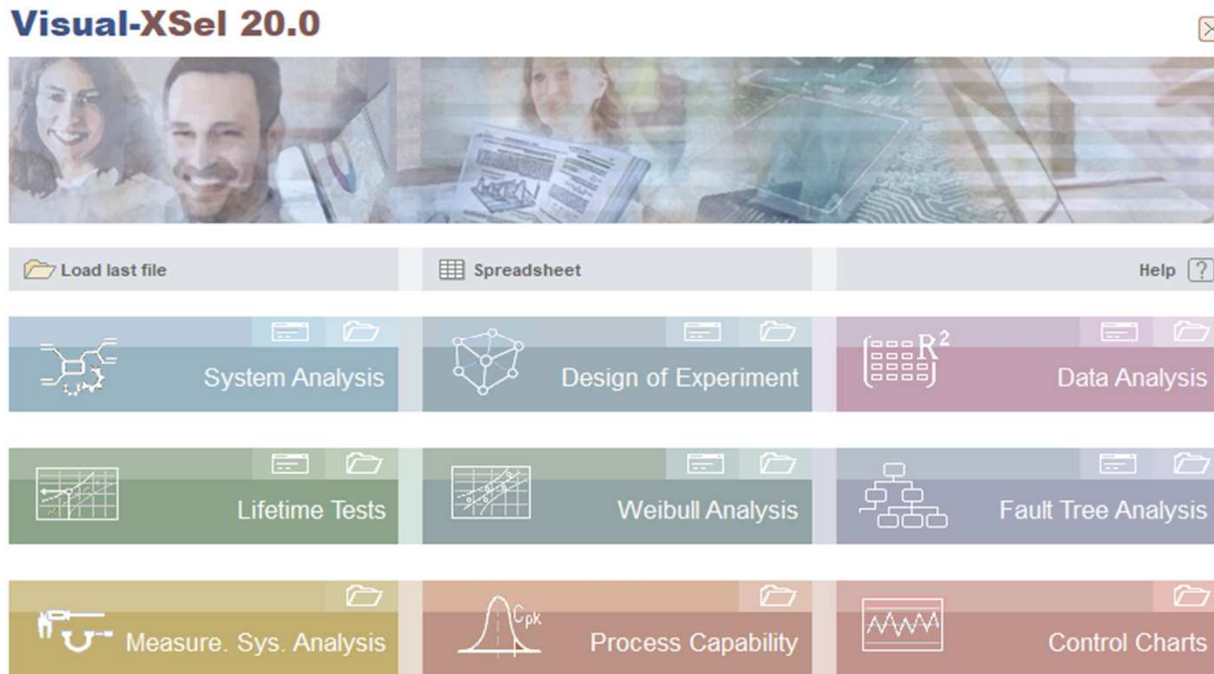 Visual-XSel 20.0
Load last file
Spreadsheet
Help ?
System Analysis
Design of Experiment
R2
Data Analysis
Lifetime Tests
Weibull Analysis
Fault Tree Analysis
Measure. Sys. Analysis
Cpk
Process Capability
Control Charts